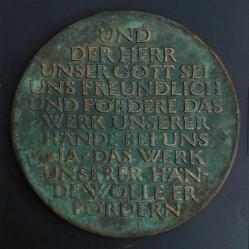 UND
DER HERR
UNSER GOTT SEI
UNS FREUNDLICH
UND FÖRDERE DAS
WERK UNSERER
HÄNDE BEI UNS
JA · DAS WERK
UNSERER HÄN-
DE WOLLE ER
FÖRDERN